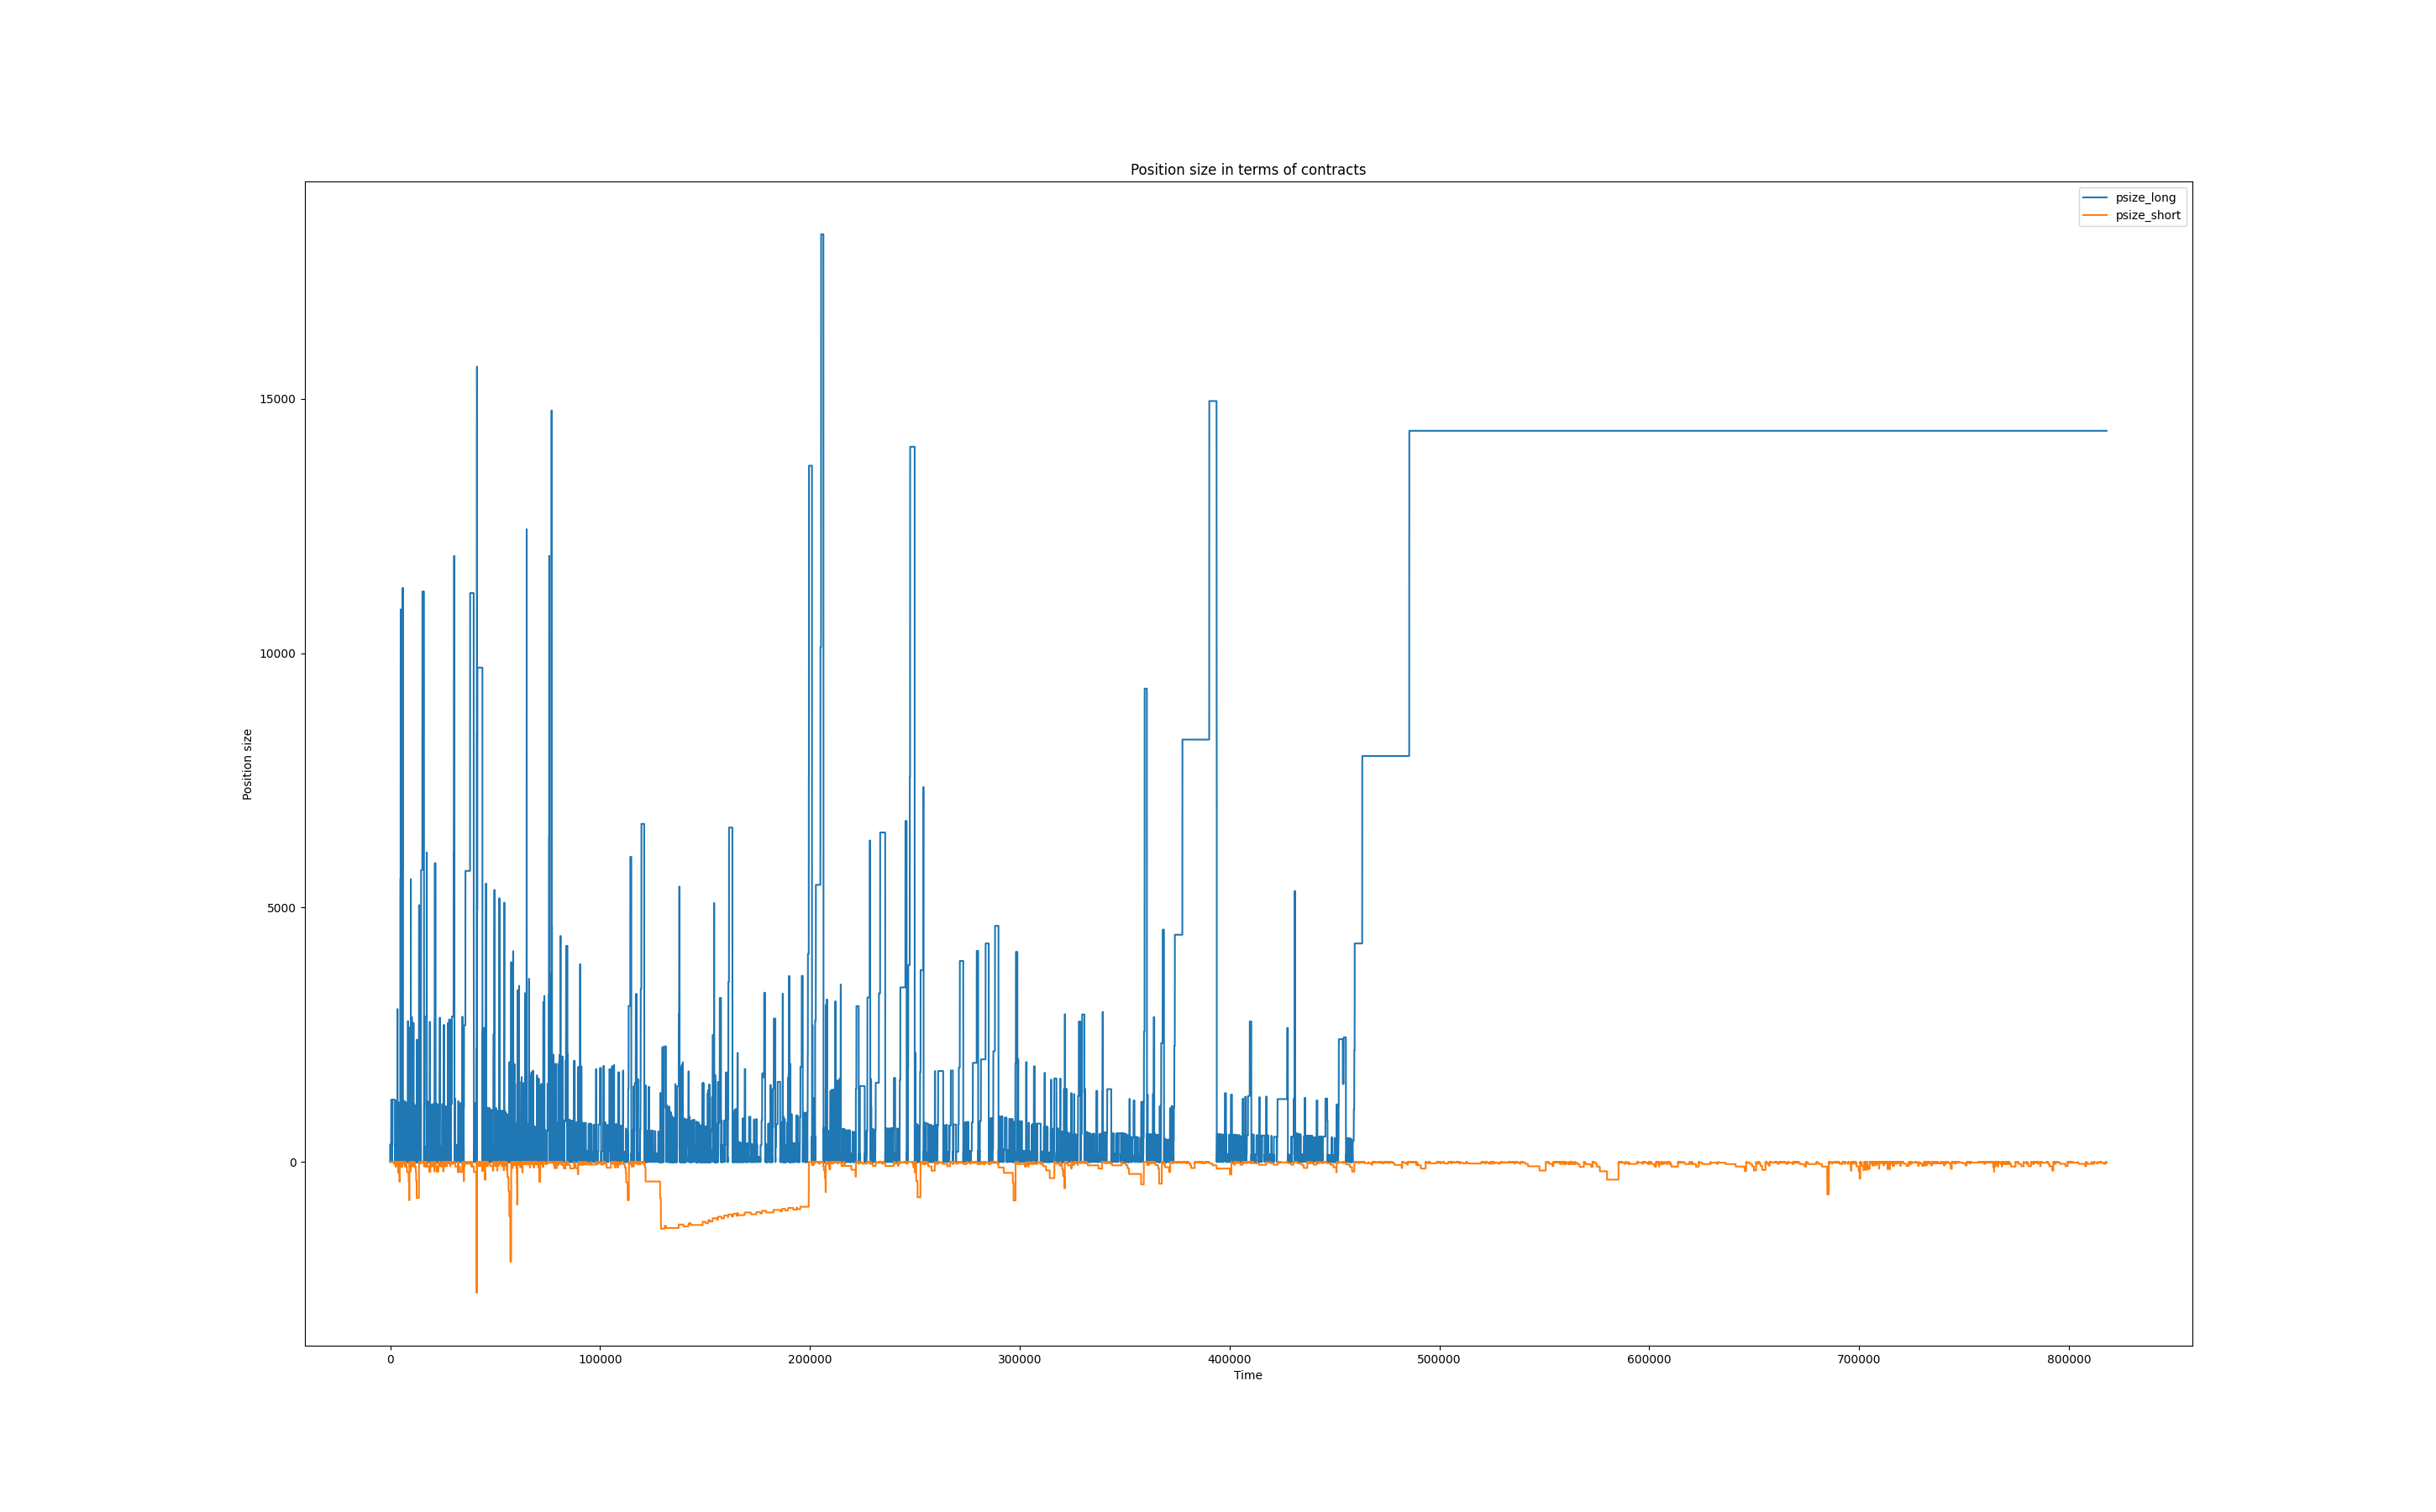 Position size in terms of contracts
psize_long
psize_short
15000
10000
5000
0
Position size
0 100000 200000 300000 400000 500000 600000 700000 800000
Time